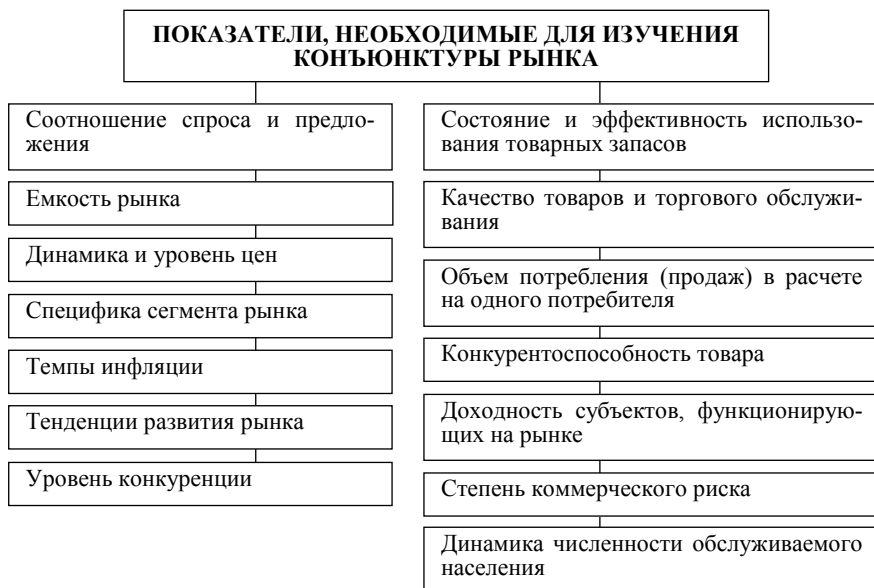 ПОКАЗАТЕЛИ, НЕОБХОДИМЫЕ ДЛЯ ИЗУЧЕНИЯ
КОНЪЮНКТУРЫ РЫНКА
Соотношение спроса и предло-
жения
Емкость рынка
Динамика и уровень цен
Специфика сегмента рынка
Темпы инфляции
Тенденции развития рынка
Уровень конкуренции
Состояние и эффективность использо-
вания товарных запасов
Качество товаров и торгового обслужи-
вания
Объем потребления (продаж) в расчете
на одного потребителя
Конкурентоспособность товара
Доходность субъектов, функционирую-
щих на рынке
Степень коммерческого риска
Динамика численности обслуживаемого
населения